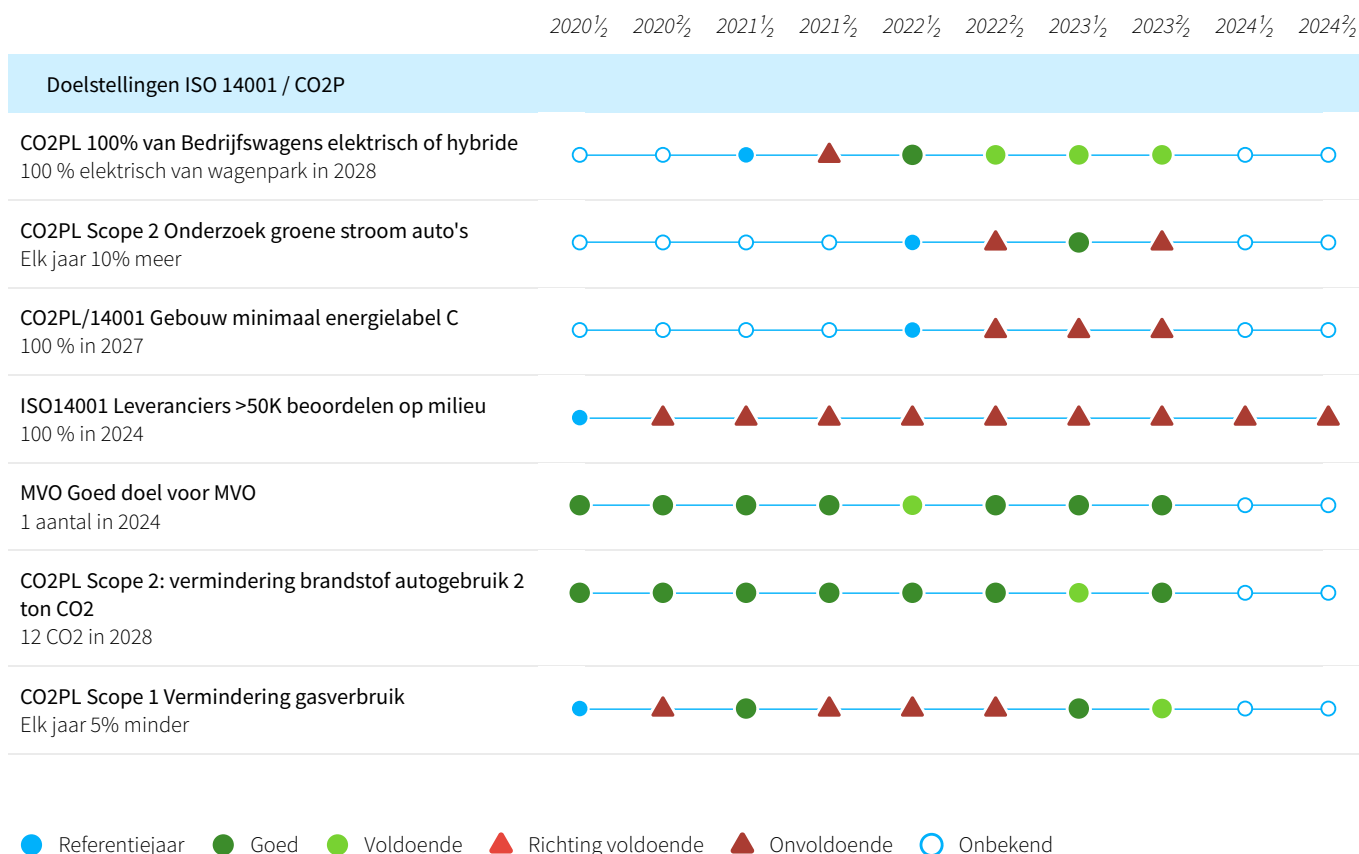 2020½ 2020²⁄₂ 2021½ 2021²⁄₂ 2022½ 2022²⁄₂ 2023½ 2023²⁄₂ 2024½ 2024²⁄₂
Doelstellingen ISO 14001 / CO2P
CO2PL 100% van Bedrijfswagens elektrisch of hybride
100 % elektrisch van wagenpark in 2028
CO2PL Scope 2 Onderzoek groene stroom auto's
Elk jaar 10% meer
CO2PL/14001 Gebouw minimaal energielabel C
100 % in 2027
ISO14001 Leveranciers >50K beoordelen op milieu
100 % in 2024
MVO Goed doel voor MVO
1 aantal in 2024
CO2PL Scope 2: vermindering brandstof autogebruik 2
ton CO2
12 CO2 in 2028
CO2PL Scope 1 Vermindering gasverbruik
Elk jaar 5% minder
Referentiejaar Goed Voldoende Richting voldoende Onvoldoende Onbekend